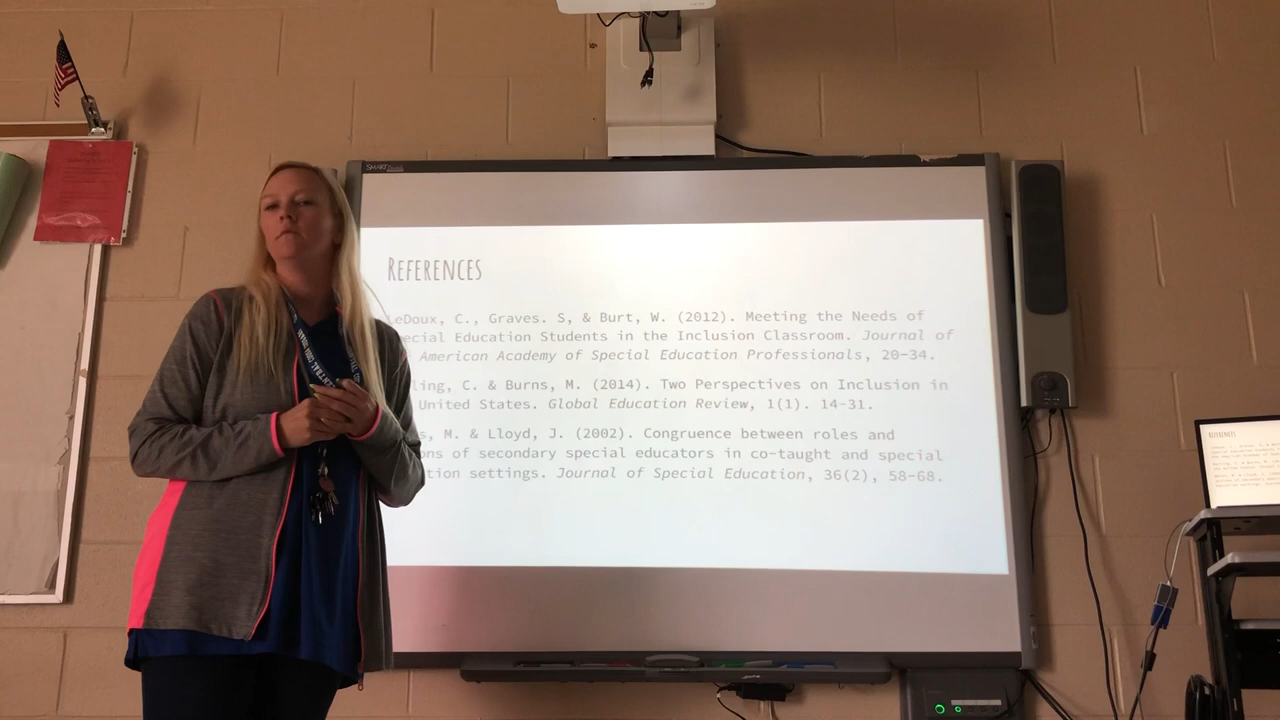 SMART
REFERENCES
LeDoux, C., Graves. S, & Burt, W. (2012). Meeting the Needs of
ecial Education Students in the Inclusion Classroom. Journal of
American Academy of Special Education Professionals, 20-34.
ling, C. & Burns, M. (2014). Two Perspectives on Inclusion in
United States. Global Education Review, 1(1). 14-31.
s, M. & Lloyd, J. (2002). Congruence between roles and
ons of secondary special educators in co-taught and special
tion settings. Journal of Special Education, 36(2), 58-68.
REFERENCES